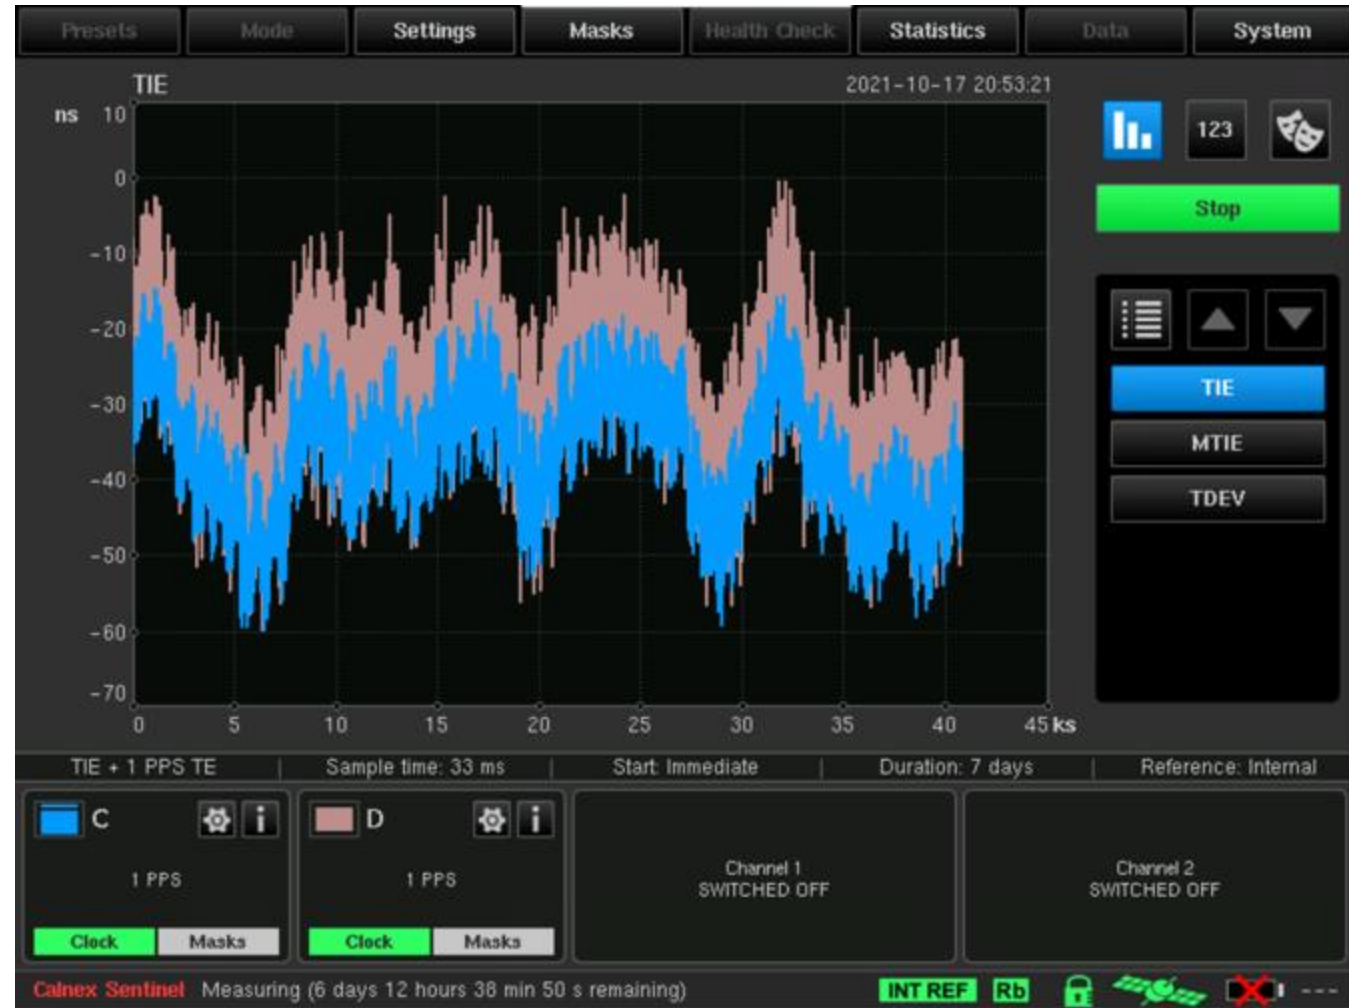 Presets Mode Settings Masks Health Check Statistics Data System
TIE 2021-10-17 20:53:21
ns
10
0
-10
-20
-30
-40
-50
-60
-70
0 5 10 15 20 25 30 35 40 45 ks
123
Stop
TIE
MTIE
TDEV
TIE + 1 PPS TE | Sample time: 33 ms | Start: Immediate | Duration: 7 days | Reference: Internal
C
1 PPS
Clock Masks
D
1 PPS
Clock Masks
Channel 1
SWITCHED OFF
Channel 2
SWITCHED OFF
Calnex Sentinel Measuring (6 days 12 hours 38 min 50 s remaining) INT REF Rb ---